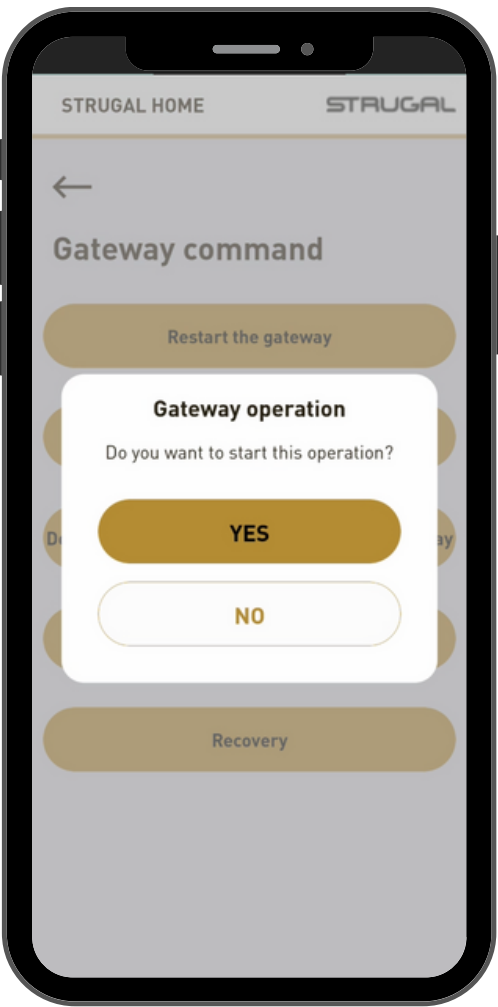 STRUGAL HOME
STRUGAL
Gateway command
Restart the gateway
Gateway operation
Do you want to start this operation?
YES
NO
Recovery